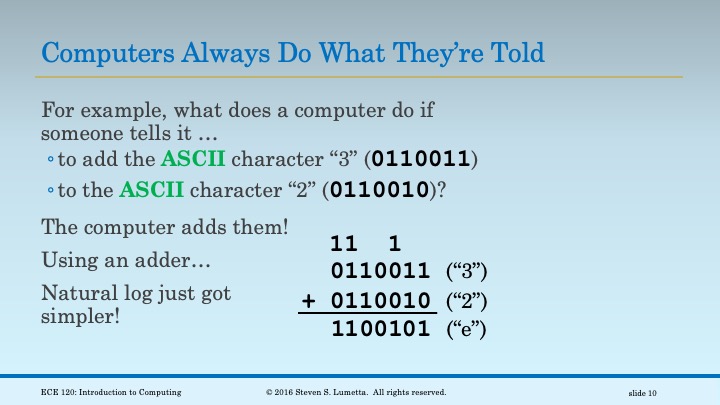 Computers Always Do What They’re Told
For example, what does a computer do if
someone tells it …
◦to add the ASCII character “3” (0110011)
◦to the ASCII character “2” (0110010)?
The computer adds them!
Using an adder…
Natural log just got
simpler!
11  1
0110011 (“3”)
+ 0110010 (“2”)
1100101 (“e”)
ECE 120: Introduction to Computing
© 2016 Steven S. Lumetta.  All rights reserved.
slide 10